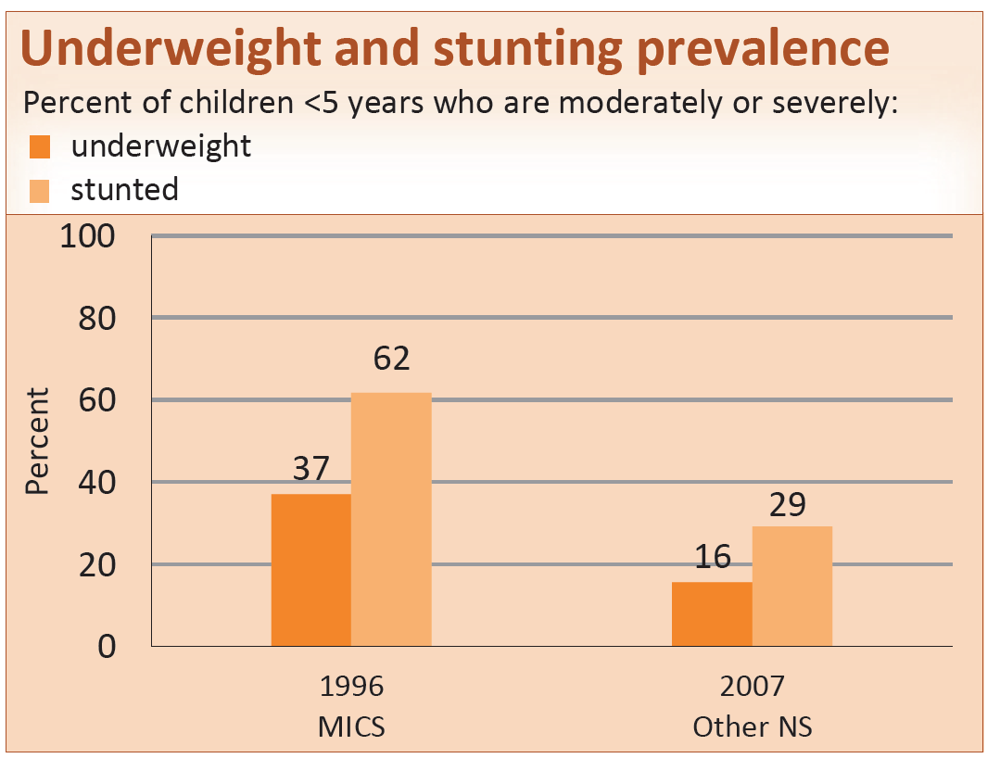 Underweight and stunting prevalence
Percent of children <5 years who are moderately or severely:
underweight
stunted
100
80
60
40
20
0
Percent
37
62
16
29
1996
MICS
2007
Other NS